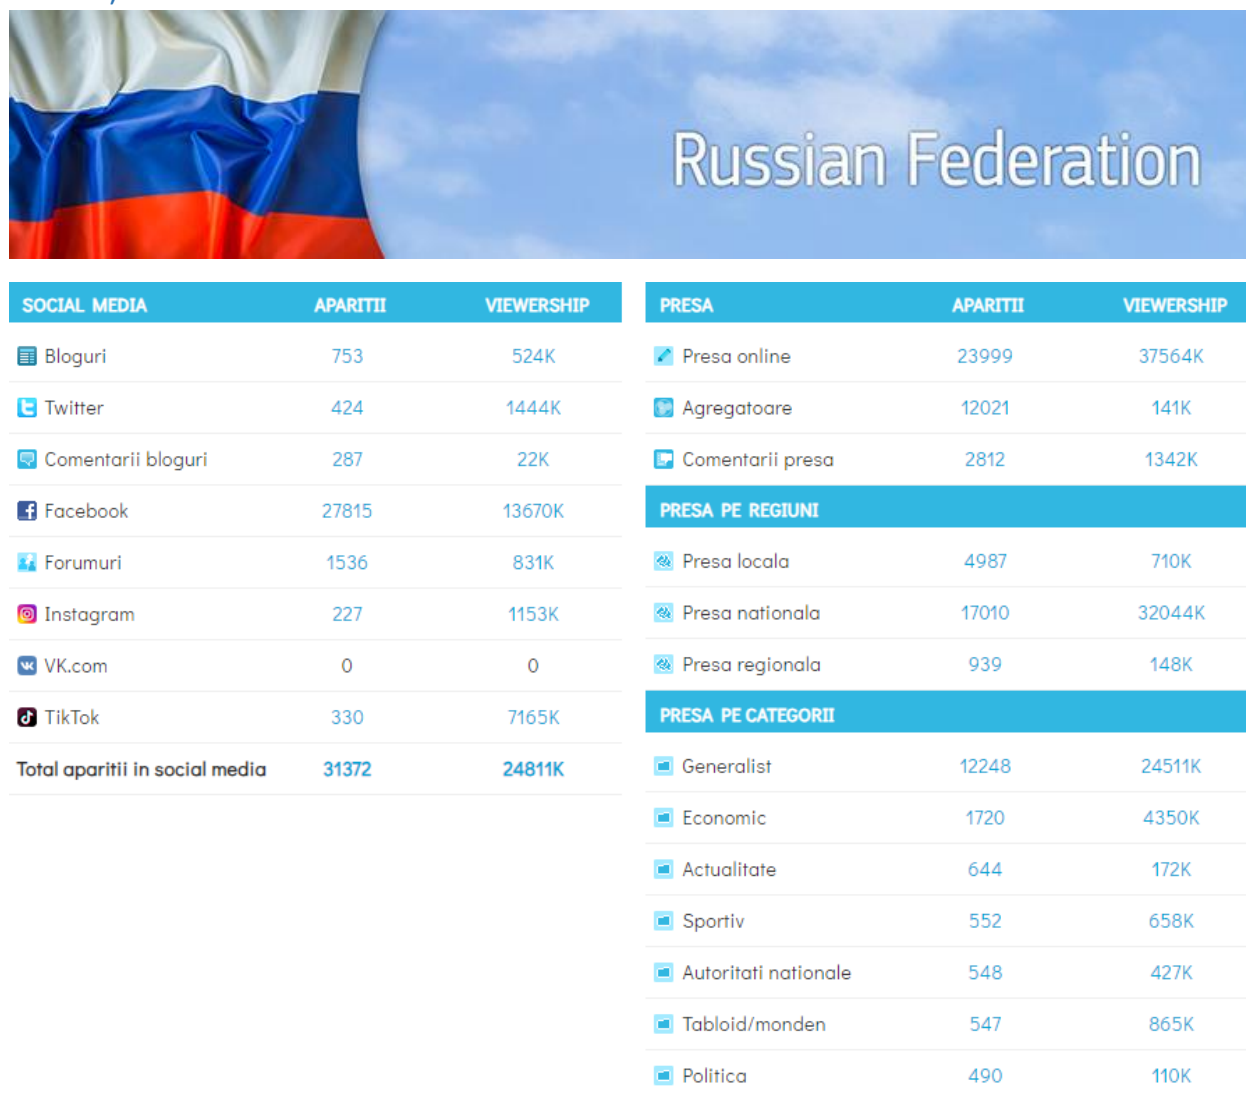 Russian Federation
SOCIAL MEDIA APARITII VIEWERSHIP
Bloguri 753 524K
Twitter 424 1444K
Comentarii bloguri 287 22K
Facebook 27815 13670K
Forumuri 1536 831K
Instagram 227 1153K
VK.com 0 0
TikTok 330 7165K
Total aparitii in social media 31372 24811K
PRESA APARITII VIEWERSHIP
Presa online 23999 37564K
Agregatoare 12021 141K
Comentarii presa 2812 1342K
PRESA PE REGIUNI
Presa locala 4987 710K
Presa nationala 17010 32044K
Presa regionala 939 148K
PRESA PE CATEGORII
Generalist 12248 24511K
Economic 1720 4350K
Actualitate 644 172K
Sportiv 552 658K
Autoritati nationale 548 427K
Tabloid/monden 547 865K
Politica 490 110K